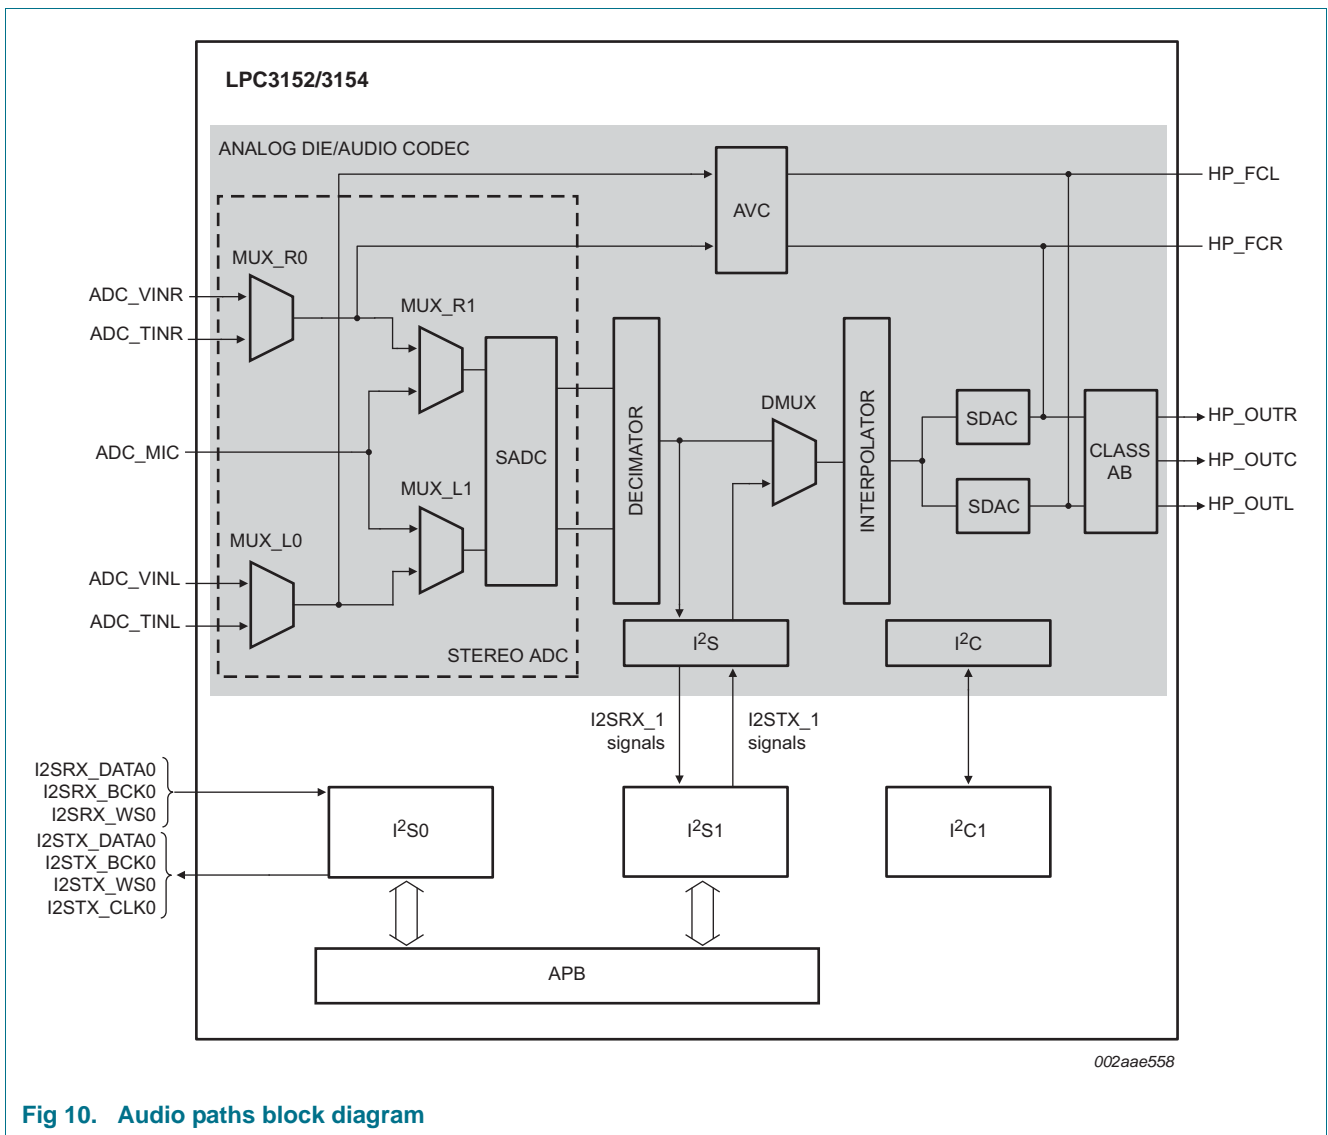 LPC3152/3154
ANALOG DIE/AUDIO CODEC
HP_FCL
AVC
HP_FCR
MUX_R0
ADC_VINR
MUX_R1
ADC_TINR
DMUX
HP_OUTR
SDAC
DECIMATOR
INTERPOLATOR
ADC_MIC
SADC
CLASS
AB
HP_OUTC
MUX_L1
SDAC
HP_OUTL
MUX_L0
ADC_VINL
ADC_TINL
STEREO ADC
I²S
I²C
I2SRX_1
signals
I2STX_1
signals
I2SRX_DATA0
I2SRX_BCK0
I2SRX_WS0
I2STX_DATA0
I2STX_BCK0
I2STX_WS0
I2STX_CLK0
I²S0
I²S1
I²C1
APB
002aae558
Fig 10. Audio paths block diagram